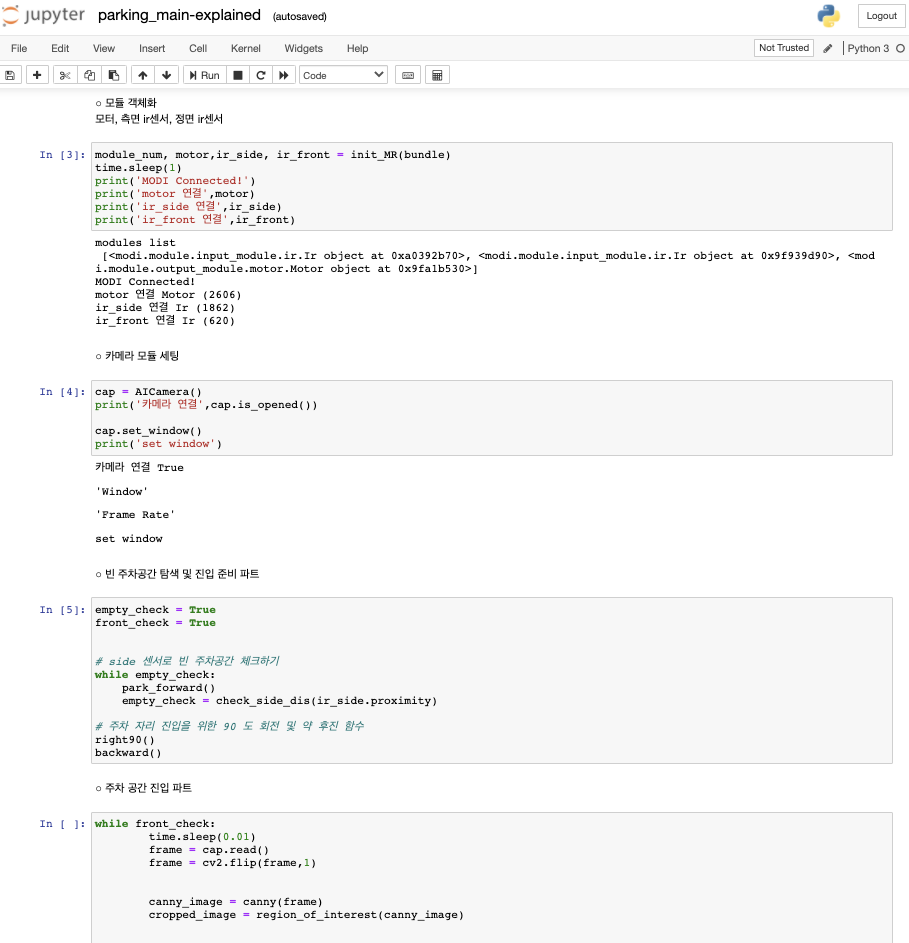 jupyter parking_main-explained (autosaved) Logout
File Edit View Insert Cell Kernel Widgets Help Not Trusted Python 3
Run Code
○ 모듈 객체화
모터, 측면 ir센서, 정면 ir센서
In [3]: module_num, motor,ir_side, ir_front = init_MR(bundle)
time.sleep(1)
print('MODI Connected!')
print('motor 연결',motor)
print('ir_side 연결',ir_side)
print('ir_front 연결',ir_front)
modules list
[<modi.module.input_module.ir.Ir object at 0xa0392b70>, <modi.module.input_module.ir.Ir object at 0x9f939d90>, <mod
i.module.output_module.motor.Motor object at 0x9fa1b530>]
MODI Connected!
motor 연결 Motor (2606)
ir_side 연결 Ir (1862)
ir_front 연결 Ir (620)
○ 카메라 모듈 세팅
In [4]: cap = AICamera()
print('카메라 연결',cap.is_opened())
cap.set_window()
print('set window')
카메라 연결 True
'Window'
'Frame Rate'
set window
○ 빈 주차공간 탐색 및 진입 준비 파트
In [5]: empty_check = True
front_check = True
# side 센서로 빈 주차공간 체크하기
while empty_check:
park_forward()
empty_check = check_side_dis(ir_side.proximity)
# 주차 자리 진입을 위한 90 도 회전 및 약 후진 함수
right90()
backward()
○ 주차 공간 진입 파트
In [ ]: while front_check:
time.sleep(0.01)
frame = cap.read()
frame = cv2.flip(frame,1)
canny_image = canny(frame)
cropped_image = region_of_interest(canny_image)